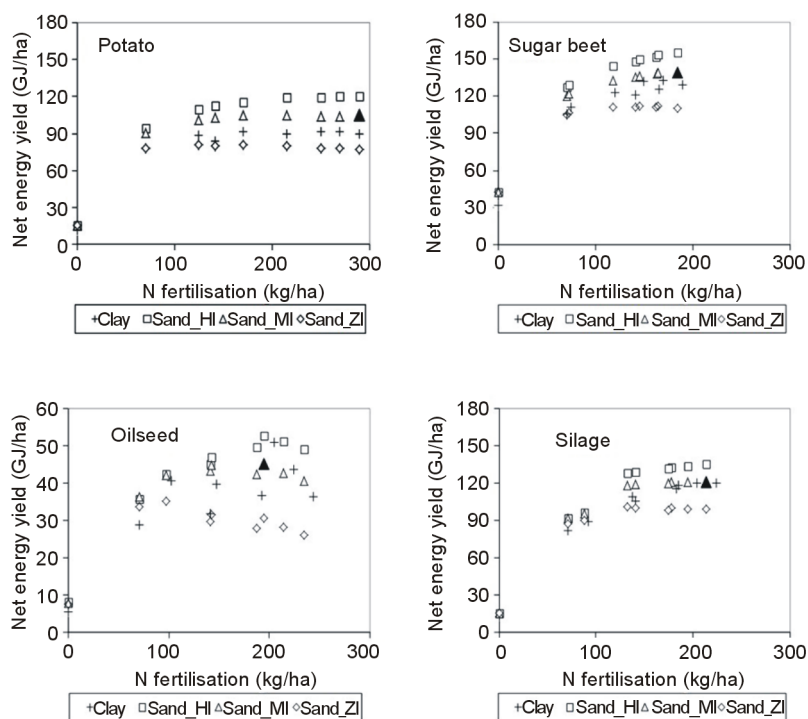 Potato
Net energy yield (GJ/ha)
180
150
120
90
60
30
0
0 100 200 300
N fertilisation (kg/ha)
Clay Sand_HI Sand_MI Sand_ZI
Sugar beet
Net energy yield (GJ/ha)
180
150
120
90
60
30
0
0 100 200 300
N fertilisation (kg/ha)
Clay Sand_HI Sand_MI Sand_ZI
Oilseed
Net energy yield (GJ/ha)
60
50
40
30
20
10
0
0 100 200 300
N fertilisation (kg/ha)
Clay Sand_HI Sand_MI Sand_ZI
Silage
Net energy yield (GJ/ha)
180
150
120
90
60
30
0
0 100 200 300
N fertilisation (kg/ha)
Clay Sand_HI Sand_MI Sand_ZI